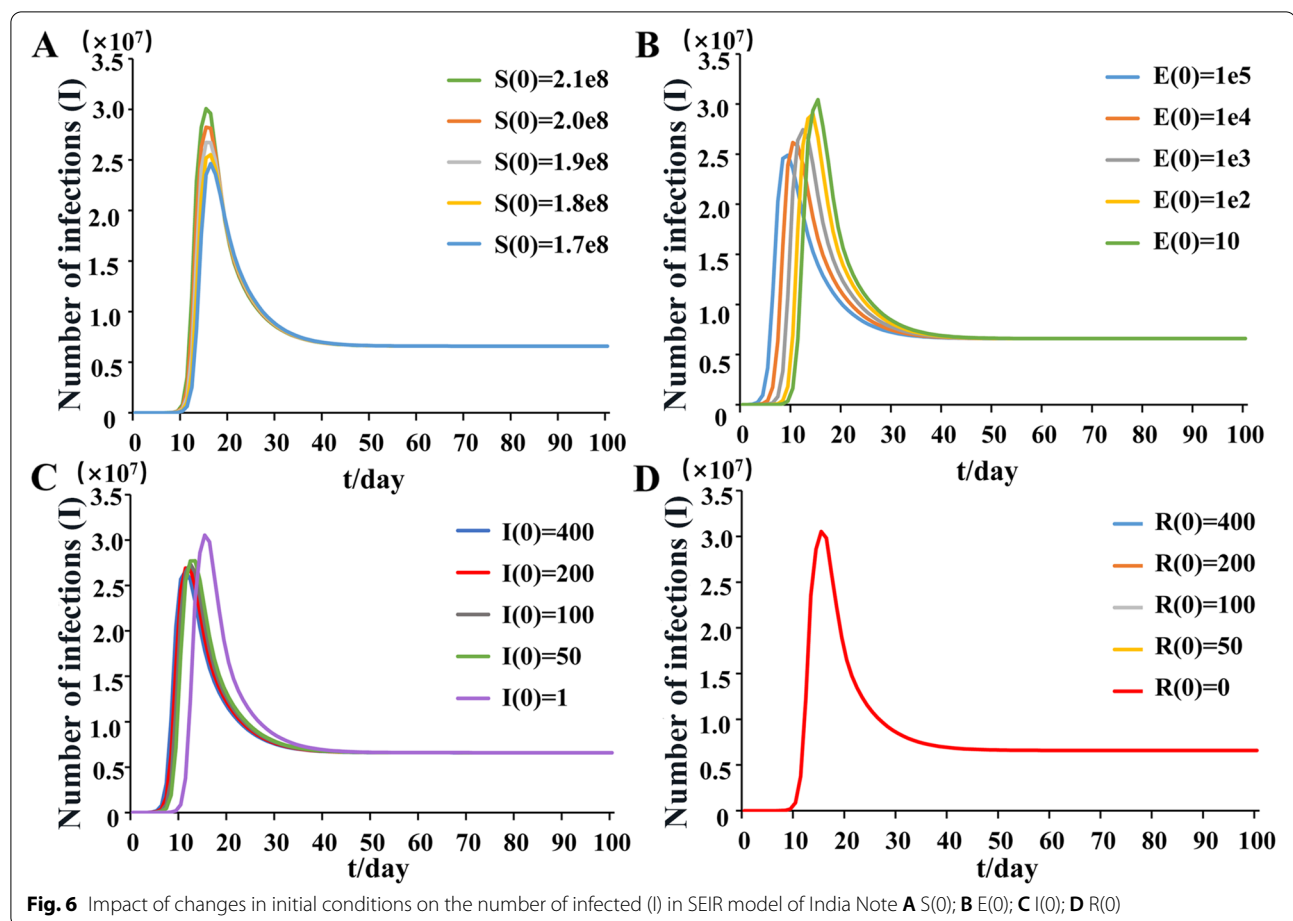 A
(×10⁷)
Number of infections (I)
3.5
3.0
2.5
2.0
1.5
1.0
0.5
0
0 10 20 30 40 50 60 70 80 90 100
t/day
S(0)=2.1e8
S(0)=2.0e8
S(0)=1.9e8
S(0)=1.8e8
S(0)=1.7e8
B
(×10⁷)
Number of infections (I)
3.5
3.0
2.5
2.0
1.5
1.0
0.5
0
0 10 20 30 40 50 60 70 80 90 100
t/day
E(0)=1e5
E(0)=1e4
E(0)=1e3
E(0)=1e2
E(0)=10
C
(×10⁷)
Number of infections (I)
3.5
3.0
2.5
2.0
1.5
1.0
0.5
0
0 10 20 30 40 50 60 70 80 90 100
t/day
I(0)=400
I(0)=200
I(0)=100
I(0)=50
I(0)=1
D
(×10⁷)
Number of infections (I)
3.5
3.0
2.5
2.0
1.5
1.0
0.5
0
0 10 20 30 40 50 60 70 80 90 100
t/day
R(0)=400
R(0)=200
R(0)=100
R(0)=50
R(0)=0
Fig. 6 Impact of changes in initial conditions on the number of infected (I) in SEIR model of India Note A S(0); B E(0); C I(0); D R(0)